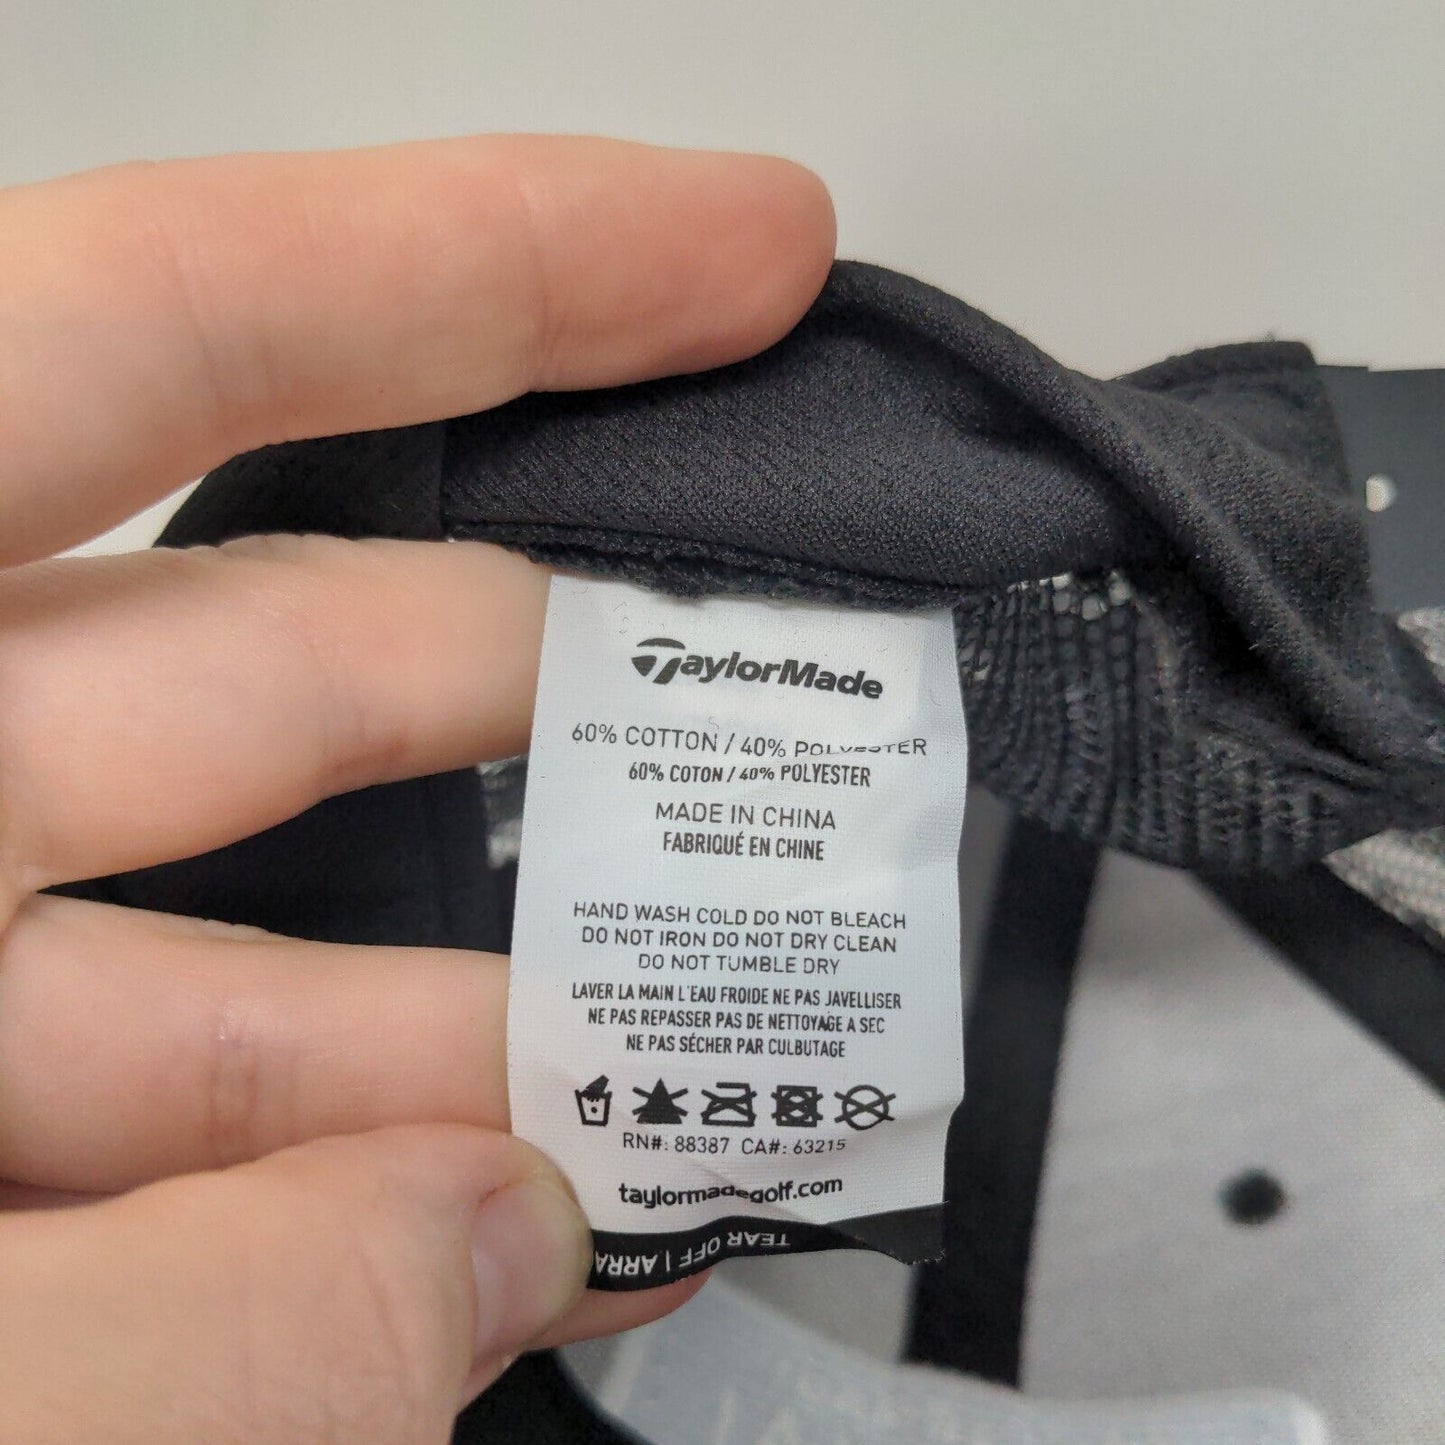 TaylorMade
60% COTTON / 40% POLYESTER
60% COTON / 40% POLYESTER
MADE IN CHINA
FABRIQUÉ EN CHINE
HAND WASH COLD DO NOT BLEACH
DO NOT IRON DO NOT DRY CLEAN
DO NOT TUMBLE DRY
LAVER LA MAIN L'EAU FROIDE NE PAS JAVELLISER
NE PAS REPASSER PAS DE NETTOYAGE A SEC
NE PAS SÉCHER PAR CULBUTAGE
RN#: 88387 CA#: 63215
taylormadegolf.com
TEAR OFF |